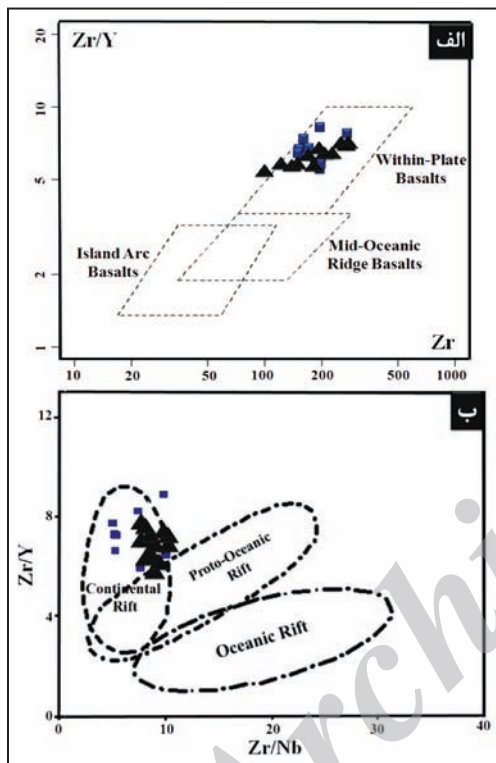 Zr/Y
الف
20
10
5
2
1
Within-Plate
Basalts
Island Arc
Basalts
Mid-Oceanic
Ridge Basalts
Zr
10 20 50 100 200 500 1000
ب
12
8
4
0
Zr/Y
Proto-Oceanic
Rift
Continental
Rift
Oceanic Rift
0 10 20 30 40
Zr/Nb
Archi